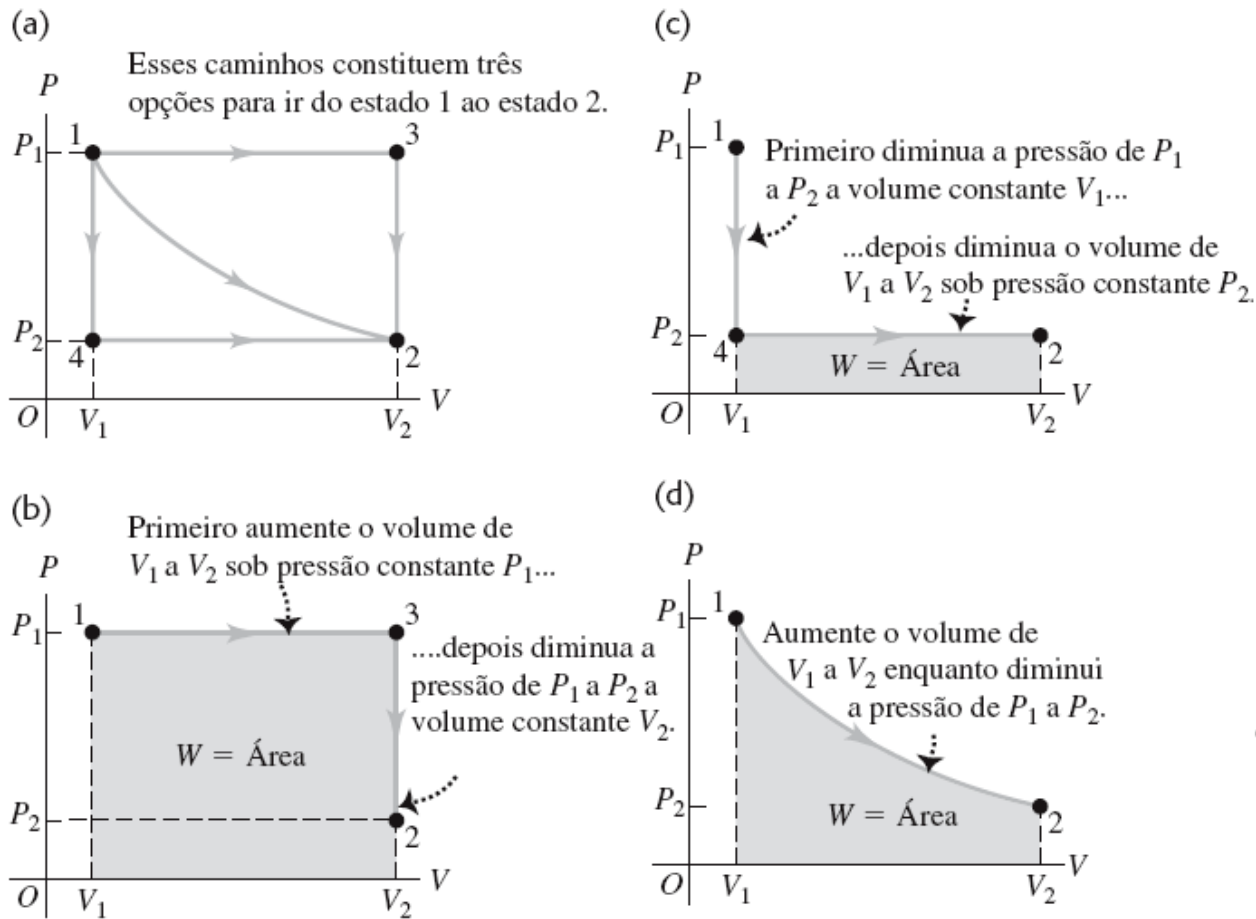 (a)
Esses caminhos constituem três
opções para ir do estado 1 ao estado 2.
P
P1
1
3
P2
4
2
O
V1
V2
V
(c)
P
P1
1
Primeiro diminua a pressão de P1
a P2 a volume constante V1...
...depois diminua o volume de
V1 a V2 sob pressão constante P2.
P2
4
2
W = Área
O
V1
V2
V
(b)
Primeiro aumente o volume de
V1 a V2 sob pressão constante P1...
P
P1
1
3
....depois diminua a
pressão de P1 a P2 a
volume constante V2.
W = Área
P2
2
O
V1
V2
V
(d)
P
P1
1
Aumente o volume de
V1 a V2 enquanto diminui
a pressão de P1 a P2.
P2
2
W = Área
O
V1
V2
V